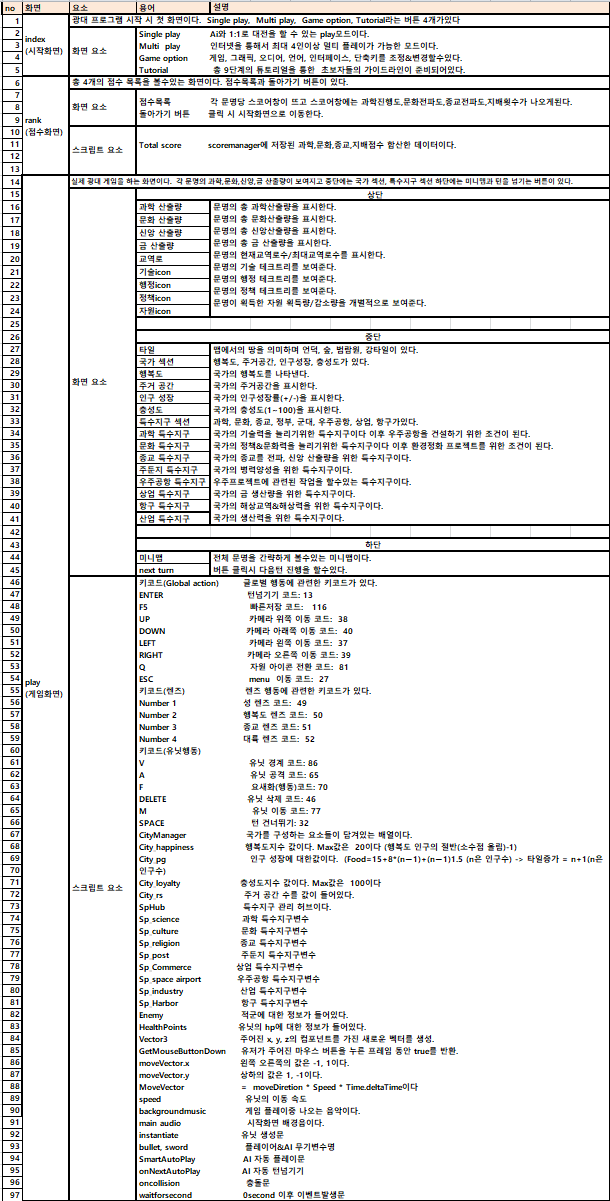 no 화면 요소 용어 설명
1 광대 프로그램 시작 시 첫 화면이다. Single play, Multi play, Game option, Tutorial라는 버튼 4개가있다
index
(시작화면)
화면 요소
2 Single play Ai와 1:1로 대전을 할 수 있는 play모드이다.
3 Multi play 인터넷을 통해서 최대 4인이상 멀티 플레이가 가능한 모드이다.
4 Game option 게임, 그래픽, 오디어, 언어, 인터페이스, 단축키를 조정&변경할수있다.
5 Tutorial 총 9단계의 튜토리얼을 통한 초보자들의 가이드라인이 준비되어있다.
6 총 4개의 점수 목록을 볼수있는 화면이다. 점수목록과 돌아가기 버튼이 있다.
rank
(점수화면)
7
화면 요소
8 점수목록 각 문명당 스코어창이 뜨고 스코어창에는 과학진행도,문화전파도,종교전파도,지배횟수가 나오게된다.
9 돌아가기 버튼 클릭 시 시작화면으로 이동한다.
10
스크립트 요소
11 Total score scoremanager에 저장된 과학,문화,종교,지배점수 합산한 데이터이다.
12
13
14 실제 광대 게임을 하는 화면이다. 각 문명의 과학,문화,신앙,금 산출량이 보여지고 중단에는 국가 섹션, 특수지구 섹션 하단에는 미니맵과 턴을 넘기는 버튼이 있다.
play
(게임화면)
화면 요소
15 상단
16 과학 산출량 문명의 총 과학산출량을 표시한다.
17 문화 산출량 문명의 총 문화산출량을 표시한다.
18 신앙 산출량 문명의 총 신앙산출량을 표시한다.
19 금 산출량 문명의 총 금 산출량을 표시한다.
20 교역로 문명의 현재교역로수/최대교역로수를 표시한다.
21 기술icon 문명의 기술 테크트리를 보여준다.
22 행정icon 문명의 행정 테크트리를 보여준다.
23 정책icon 문명의 정책 테크트리를 보여준다.
24 자원icon 문명이 획득한 자원 획득량/감소량을 개별적으로 보여준다.
25
26 중단
27 타일 맵에서의 땅을 의미하며 언덕, 숲, 범람원, 강타일이 있다.
28 국가 섹션 행복도, 주거공간, 인구성장, 충성도가 있다.
29 행복도 국가의 행복도를 나타낸다.
30 주거 공간 국가의 주거공간을 표시한다.
31 인구 성장 국가의 인구성장률(+/-)을 표시한다.
32 충성도 국가의 충성도(1~100)을 표시한다.
33 특수지구 섹션 과학, 문화, 종교, 정부, 군대, 우주공항, 상업, 항구가있다.
34 과학 특수지구 국가의 기술력을 늘리기위한 특수지구이다 이후 우주공항을 건설하기 위한 조건이 된다.
35 문화 특수지구 국가의 정책&문화력을 늘리기위한 특수지구이다 이후 환경정화 프로젝트를 위한 조건이 된다.
36 종교 특수지구 국가의 종교를 전파, 신앙 산출량을 위한 특수지구이다.
37 주둔지 특수지구 국가의 병력양성을 위한 특수지구이다.
38 우주공항 특수지구 우주프로젝트에 관련된 작업을 할수있는 특수지구이다.
39 상업 특수지구 국가의 금 생산량을 위한 특수지구이다.
40 항구 특수지구 국가의 해상교역&해상력을 위한 특수지구이다.
41 산업 특수지구 국가의 생산력을 위한 특수지구이다.
42
43 하단
44 미니맵 전체 문명을 간략하게 볼수있는 미니맵이다.
45 next turn 버튼 클릭시 다음턴 진행을 할수있다.
스크립트 요소
46 키코드(Global action) 글로벌 행동에 관련한 키코드가 있다.
47 ENTER 턴넘기기 코드: 13
48 F5 빠른저장 코드: 116
49 UP 카메라 위쪽 이동 코드: 38
50 DOWN 카메라 아래쪽 이동 코드: 40
51 LEFT 카메라 왼쪽 이동 코드: 37
52 RIGHT 카메라 오른쪽 이동 코드: 39
53 Q 자원 아이콘 전환 코드: 81
54 ESC menu 이동 코드: 27
55 키코드(렌즈) 렌즈 행동에 관련한 키코드가 있다.
56 Number 1 성 렌즈 코드: 49
57 Number 2 행복도 렌즈 코드: 50
58 Number 3 종교 렌즈 코드: 51
59 Number 4 대륙 렌즈 코드: 52
60 키코드(유닛행동)
61 V 유닛 경계 코드: 86
62 A 유닛 공격 코드: 65
63 F 요새화(행동)코드: 70
64 DELETE 유닛 삭제 코드: 46
65 M 유닛 이동 코드: 77
66 SPACE 턴 건너뛰기: 32
67 CityManager 국가를 구성하는 요소들이 담겨있는 배열이다.
68 City_happiness 행복도지수 값이다. Max값은 20이다 (행복도 인구의 절반(소수점 올림)-1)
69 City_pg 인구 성장에 대한값이다. (Food=15+8*(n−1)+(n−1)1.5 (n은 인구수) -> 타일증가 = n+1(n은
70 인구수)
71 City_loyalty 충성도지수 값이다. Max값은 100이다
72 City_rs 주거 공간 수를 값이 들어있다.
73 SpHub 특수지구 관리 허브이다.
74 Sp_science 과학 특수지구변수
75 Sp_culture 문화 특수지구변수
76 Sp_religion 종교 특수지구변수
77 Sp_post 주둔지 특수지구변수
78 Sp_Commerce 상업 특수지구변수
79 Sp_space airport 우주공항 특수지구변수
80 Sp_industry 산업 특수지구변수
81 Sp_Harbor 항구 특수지구변수
82 Enemy 적군에 대한 정보가 들어있다.
83 HealthPoints 유닛의 hp에 대한 정보가 들어있다.
84 Vector3 주어진 x, y, z의 컴포넌트를 가진 새로운 벡터를 생성.
85 GetMouseButtonDown 유저가 주어진 마우스 버튼을 누른 프레임 동안 true를 반환.
86 moveVector.x 왼쪽 오른쪽의 값은 -1, 1이다.
87 moveVector.y 상하의 값은 1, -1이다.
88 MoveVector = moveDiretion * Speed * Time.deltaTime이다
89 speed 유닛의 이동 속도
90 backgroundmusic 게임 플레이중 나오는 음악이다.
91 main audio 시작화면 배경음이다.
92 instantiate 유닛 생성문
93 bullet, sword 플레이어&AI 무기변수명
94 SmartAutoPlay AI 자동 플레이문
95 onNextAutoPlay AI 자동 턴넘기기
96 oncollision 충돌문
97 waitforsecond 0second 이후 이벤트발생문